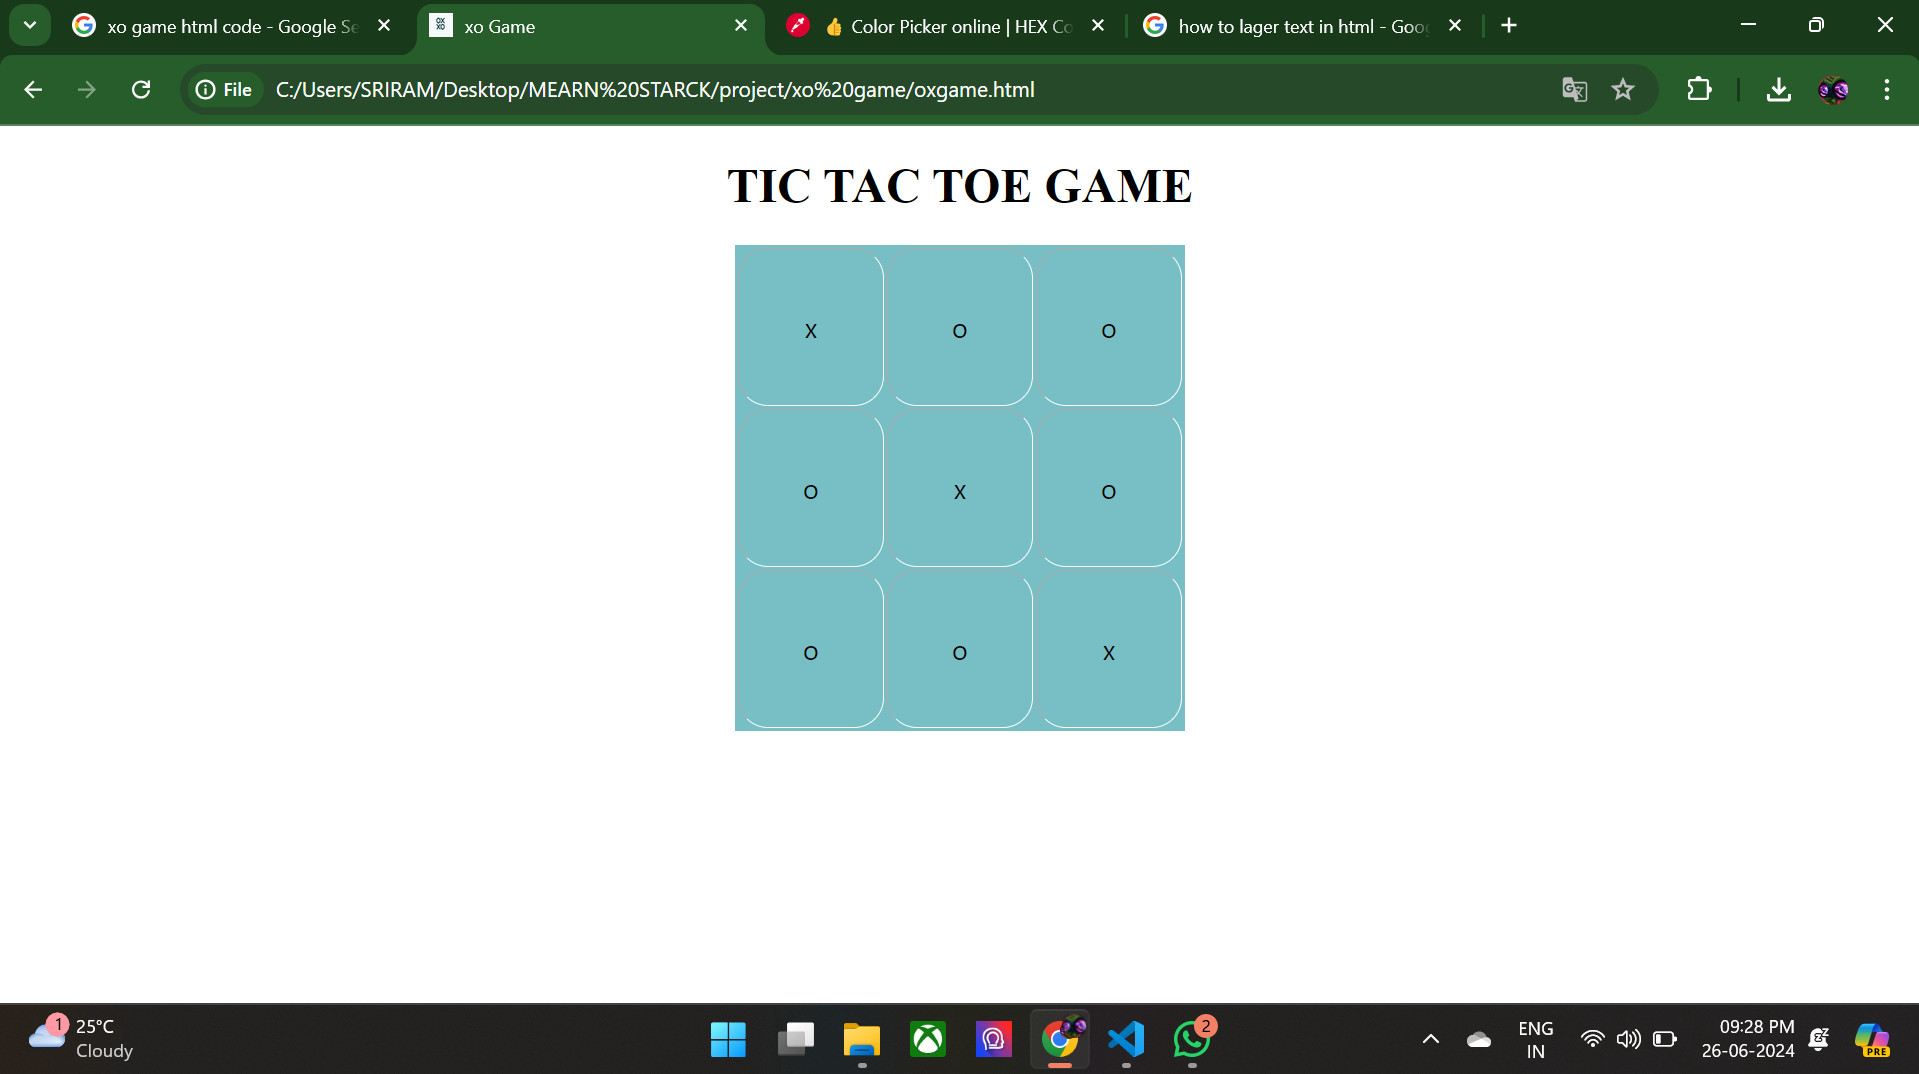 xo game html code - Google Se
xo Game
👍 Color Picker online | HEX Co
how to lager text in html - Goog
File
C:/Users/SRIRAM/Desktop/MEARN%20STARCK/project/xo%20game/oxgame.html
TIC TAC TOE GAME
X O O
O X O
O O X
1
25°C
Cloudy
2
ENG
IN
09:28 PM
26-06-2024
PRE